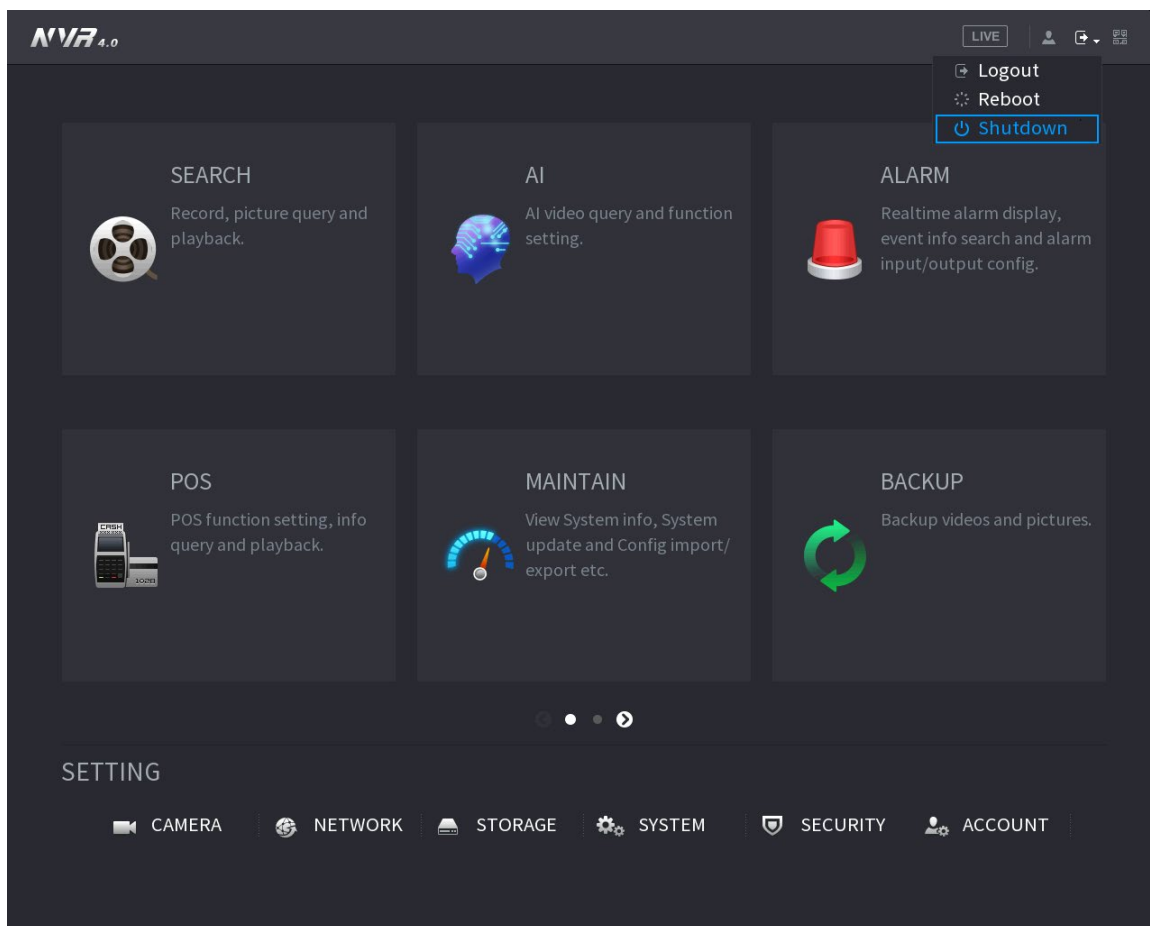 NVR 4.0
LIVE
Logout
Reboot
Shutdown
SEARCH
Record, picture query and
playback.
AI
AI video query and function
setting.
ALARM
Realtime alarm display,
event info search and alarm
input/output config.
POS
POS function setting, info
query and playback.
CASH
MAINTAIN
View System info, System
update and Config import/
export etc.
BACKUP
Backup videos and pictures.
SETTING
CAMERA
NETWORK
STORAGE
SYSTEM
SECURITY
ACCOUNT